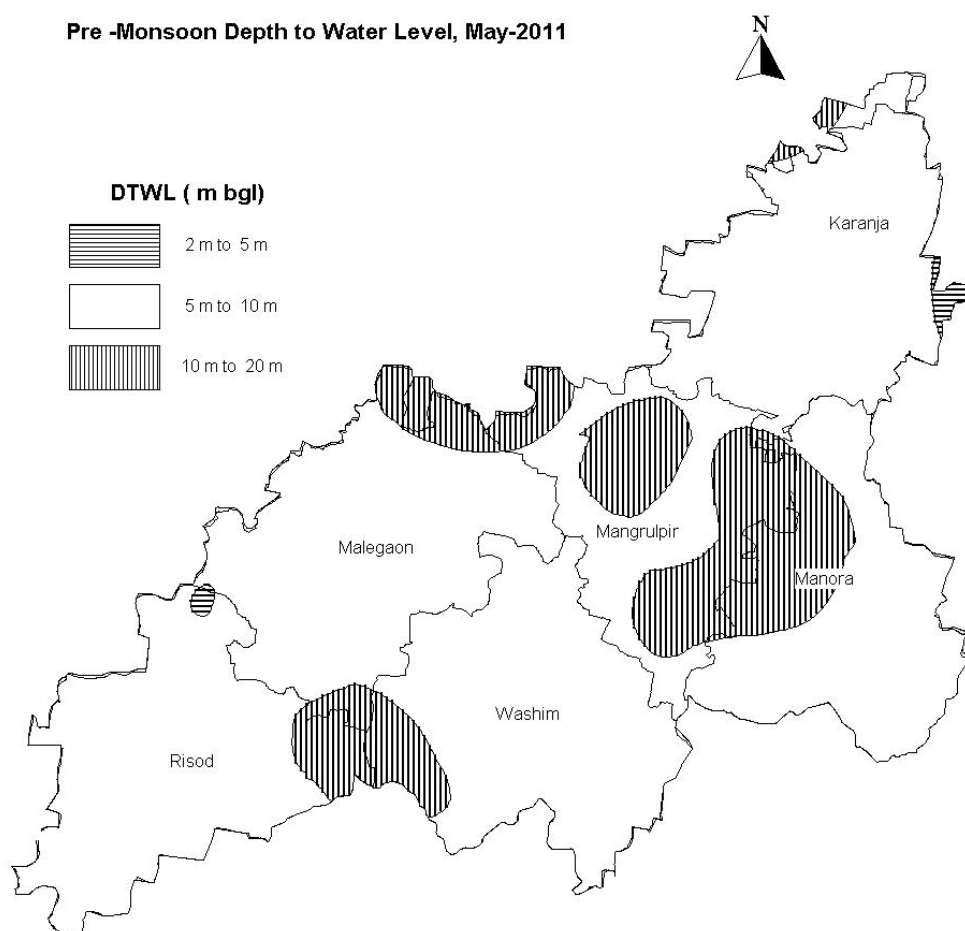 Pre -Monsoon Depth to Water Level, May-2011
N
DTWL ( m bgl)
2 m to 5 m
5 m to 10 m
10 m to 20 m
Karanja
Mangrulpir
Malegaon
Manora
Washim
Risod